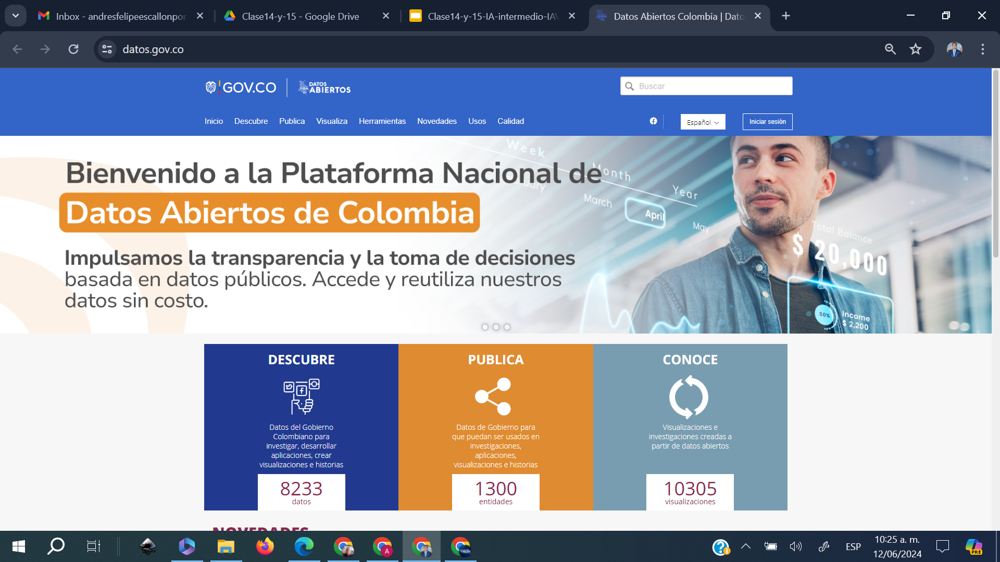 Inbox - andresfelipeescallonpor
Clase14-y-15 - Google Drive
Clase14-y-15-IA-intermedio-IAV
Datos Abiertos Colombia | Dato
datos.gov.co
GOV.CO
DATOS
ABIERTOS
Buscar
Inicio
Descubre
Publica
Visualiza
Herramientas
Novedades
Usos
Calidad
Español
Iniciar sesión
Bienvenido a la Plataforma Nacional de
Datos Abiertos de Colombia
Impulsamos la transparencia y la toma de decisiones
basada en datos públicos. Accede y reutiliza nuestros
datos sin costo.
Week
Month
Year
March
April
May
Total Balance
$ 20,000
50%
Income
$ 2,200
DESCUBRE
Datos del Gobierno
Colombiano para
investigar, desarrollar
aplicaciones, crear
visualizaciones e historias
8233
datos
PUBLICA
Datos de Gobierno para
que puedan ser usados en
investigaciones,
aplicaciones,
visualizaciones e historias
1300
entidades
CONOCE
Visualizaciones e
investigaciones creadas a
partir de datos abiertos
10305
visualizaciones
NOVEDADES
A
ESP
10:25 a. m.
12/06/2024
PRE